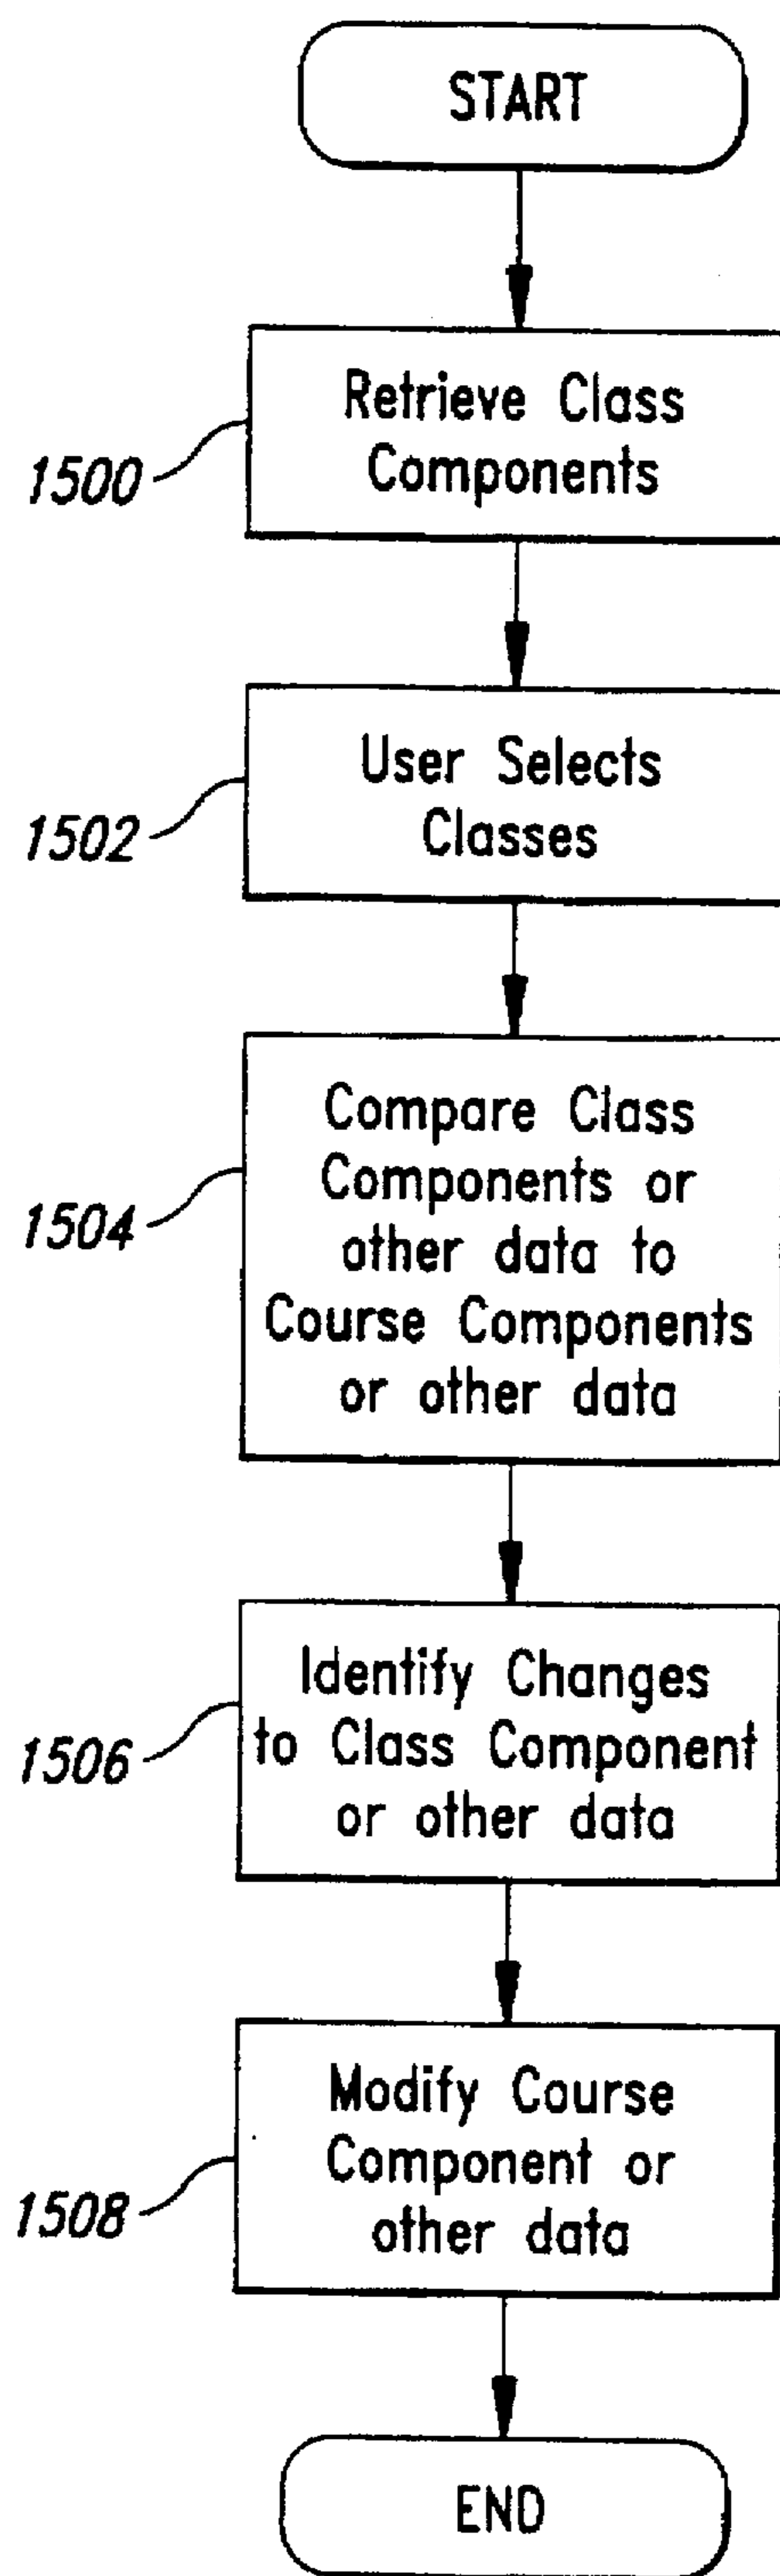 START
Retrieve Class
Components
1500
User Selects
Classes
1502
Compare Class
Components or
other data to
Course Components
or other data
1504
Identify Changes
to Class Component
or other data
1506
Modify Course
Component or
other data
1508
END